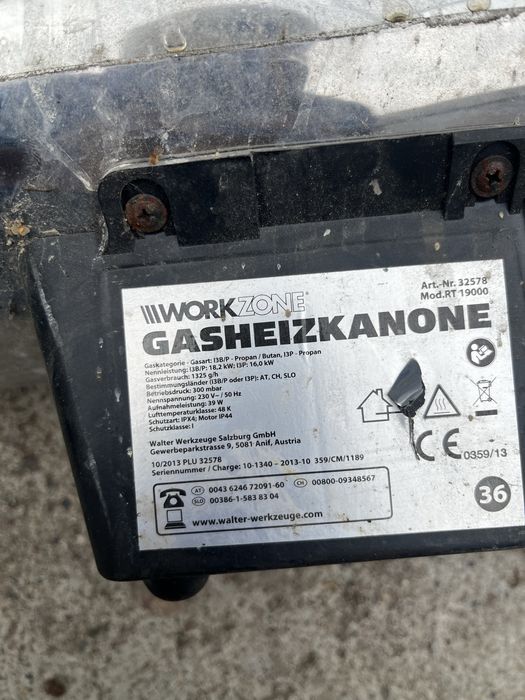 Art.-Nr. 32578
Mod.RT 19000
WORKZONE
GASHEIZKANONE
Gaskategorie - Gasart: I3B/P - Propan / Butan, I3P - Propan
Nennleistung: I3B/P: 18,2 kW; I3P: 16,0 kW
Gasverbrauch: 1325 g/h
Bestimmungsländer (I3B/P oder I3P): AT, CH, SLO
Betriebsdruck: 300 mbar
Nennspannung: 230 V~ / 50 Hz
Aufnahmeleistung: 39 W
Lufttemperaturklasse: 48 K
Schutzart: IPX4; Motor IP44
Schutzklasse: I
Walter Werkzeuge Salzburg GmbH
Gewerbeparkstrasse 9, 5081 Anif, Austria
10/2013 PLU 32578
Seriennummer / Charge: 10-1340 - 2013-10 359/CM/1189
CE 0359/13
AT 0043 6246 72091-60 CH 00800-09348567
SLO 00386-1-583 83 04
www.walter-werkzeuge.com
36